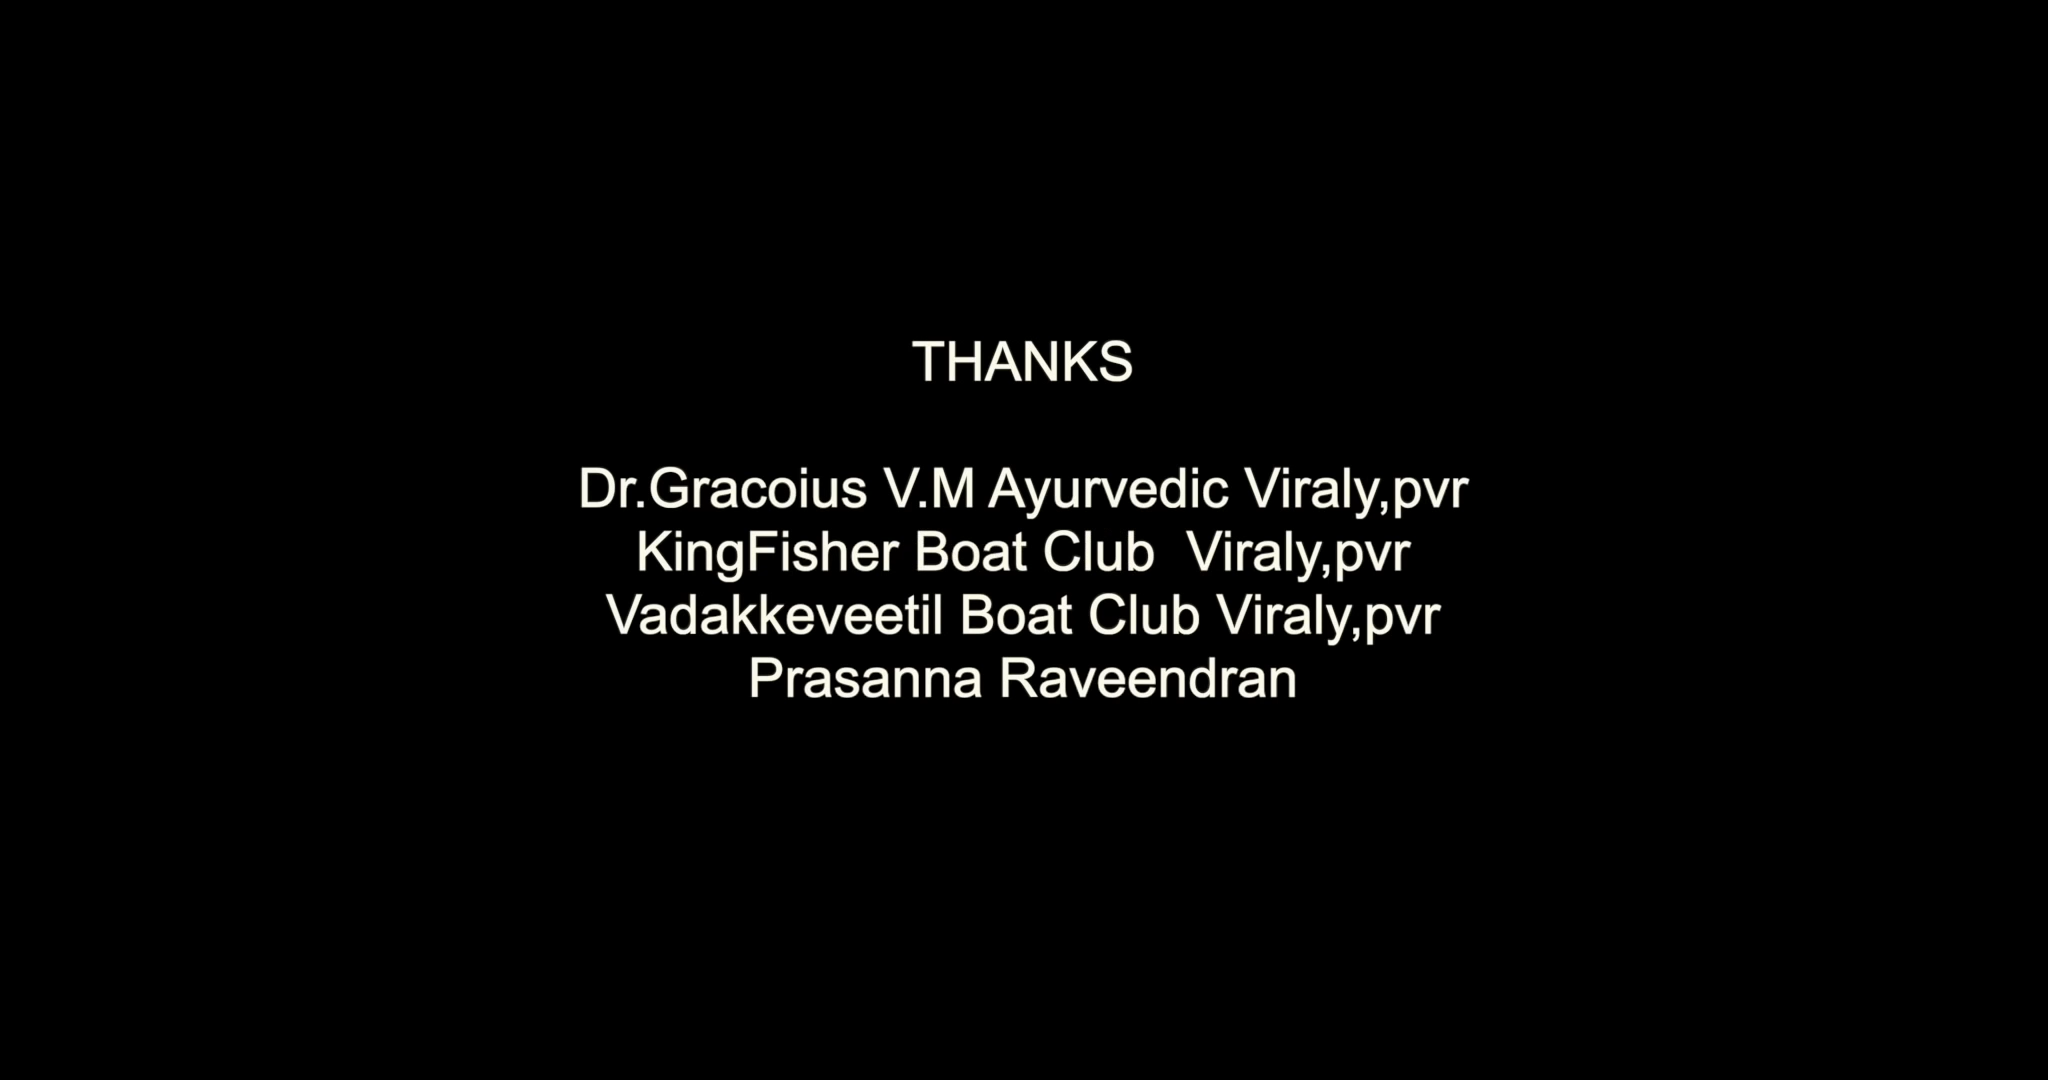 THANKS
Dr.Gracoius V.M Ayurvedic Viraly,pvr
KingFisher Boat Club  Viraly,pvr
Vadakkeveetil Boat Club Viraly,pvr
Prasanna Raveendran